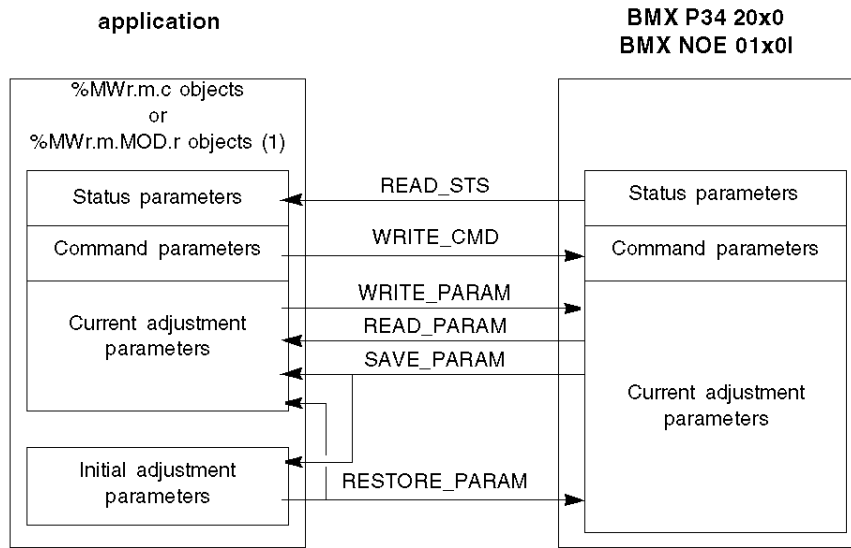 application
BMX P34 20x0
BMX NOE 01x0I
%MWr.m.c objects
or
%MWr.m.MOD.r objects (1)
Status parameters
READ_STS
Status parameters
Command parameters
WRITE_CMD
Command parameters
WRITE_PARAM
Current adjustment
parameters
READ_PARAM
SAVE_PARAM
Current adjustment
parameters
Initial adjustment
parameters
RESTORE_PARAM